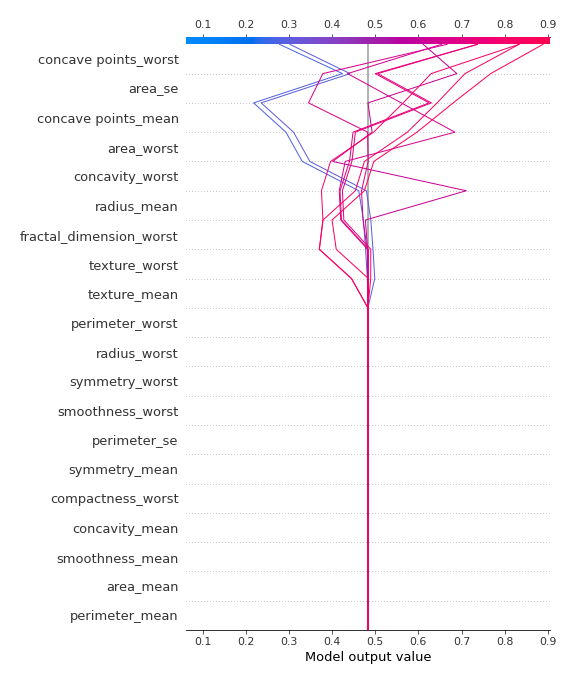 0.1 0.2 0.3 0.4 0.5 0.6 0.7 0.8 0.9
concave points_worst
area_se
concave points_mean
area_worst
concavity_worst
radius_mean
fractal_dimension_worst
texture_worst
texture_mean
perimeter_worst
radius_worst
symmetry_worst
smoothness_worst
perimeter_se
symmetry_mean
compactness_worst
concavity_mean
smoothness_mean
area_mean
perimeter_mean
0.1 0.2 0.3 0.4 0.5 0.6 0.7 0.8 0.9
Model output value